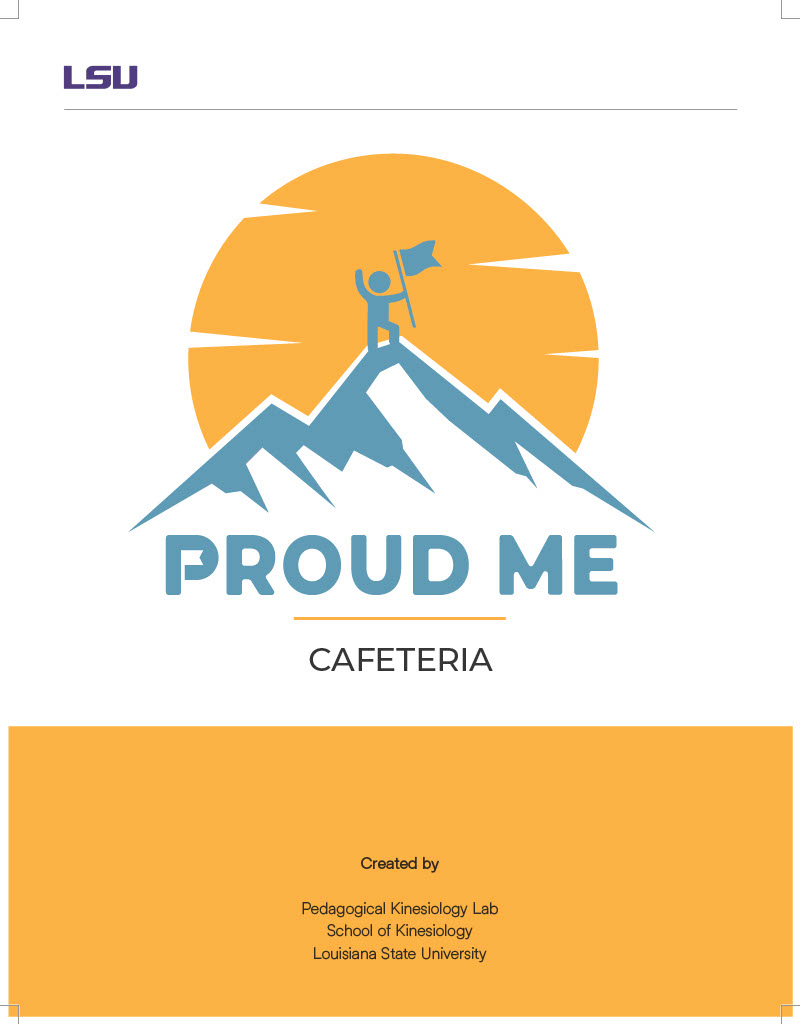 LSU
PROUD ME
CAFETERIA
Created by
Pedagogical Kinesiology Lab
School of Kinesiology
Louisiana State University